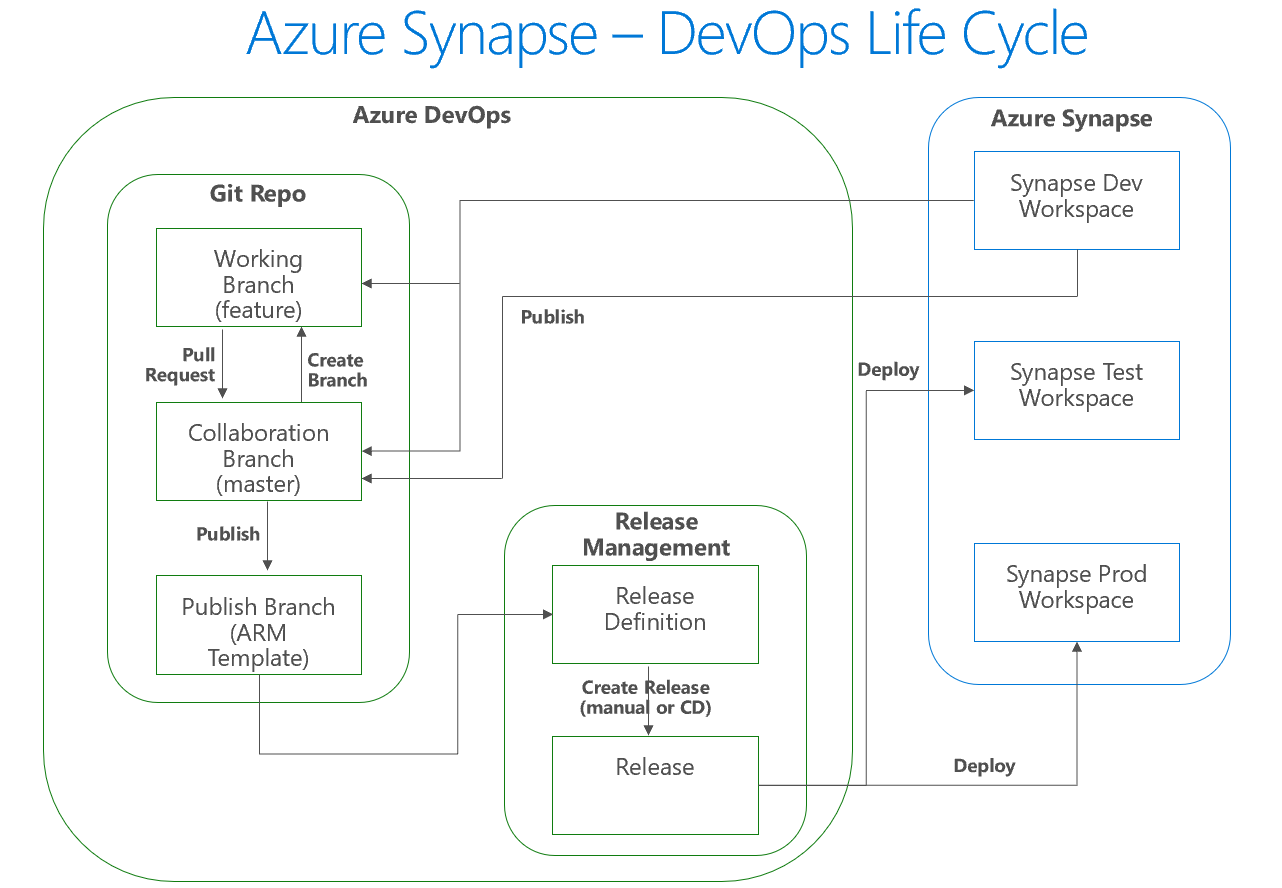 Azure Synapse – DevOps Life Cycle
Azure DevOps
Git Repo
Working
Branch
(feature)
Pull
Request
Create
Branch
Collaboration
Branch
(master)
Publish
Publish Branch
(ARM
Template)
Publish
Release
Management
Release
Definition
Create Release
(manual or CD)
Release
Deploy
Deploy
Azure Synapse
Synapse Dev
Workspace
Synapse Test
Workspace
Synapse Prod
Workspace